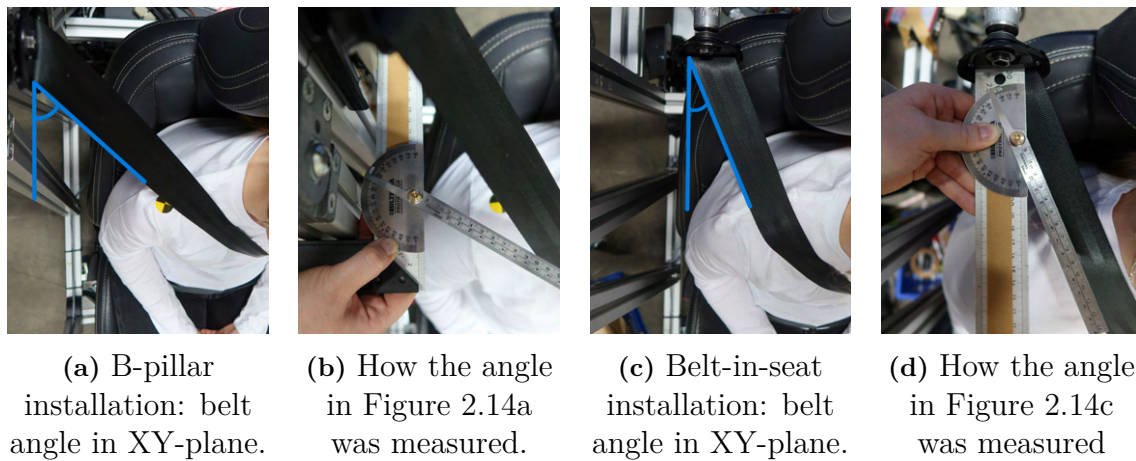 (a) B-pillar
installation: belt
angle in XY-plane.
(b) How the angle
in Figure 2.14a
was measured.
(c) Belt-in-seat
installation: belt
angle in XY-plane.
(d) How the angle
in Figure 2.14c
was measured